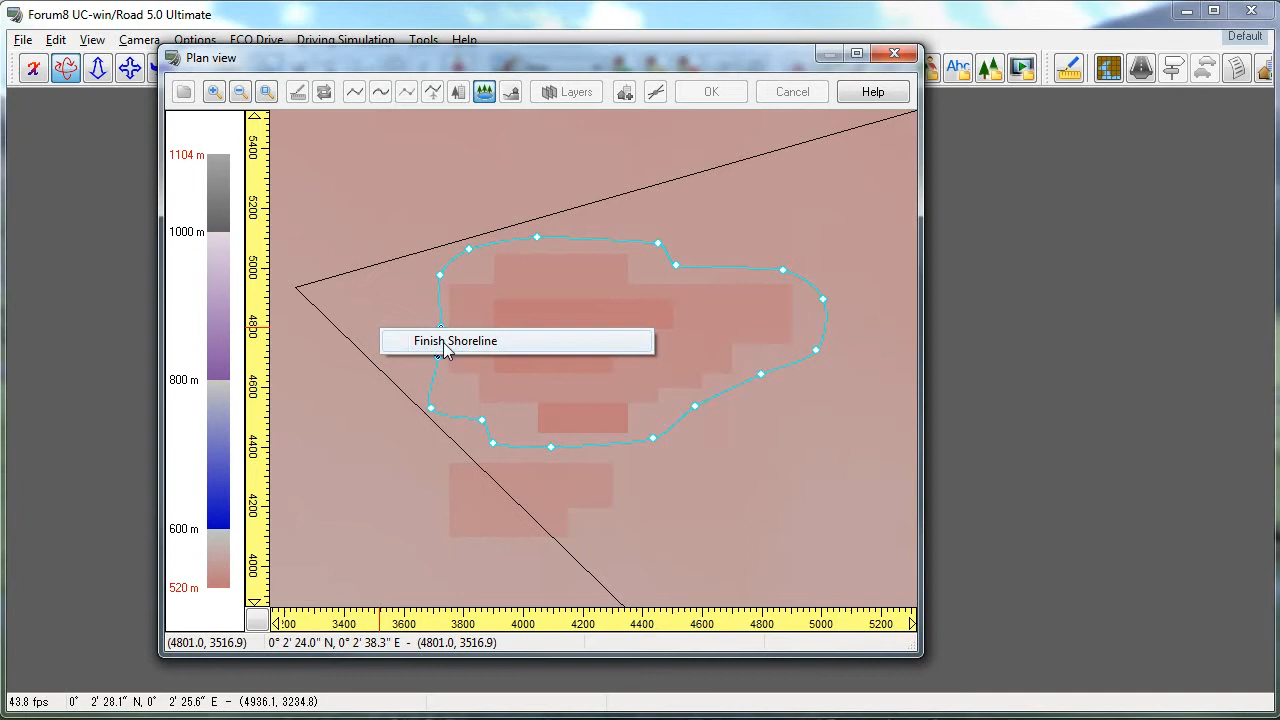 Forum8 UC-win/Road 5.0 Ultimate
File Edit View Camera Options ECO Drive Driving Simulation Tools Help
Default
Plan view
x
Abc
Layers
OK
Cancel
Help
1104 m
1000 m
800 m
600 m
520 m
5400
5200
5000
4800
4600
4400
4200
4000
Finish Shoreline
200 3400 3600 3800 4000 4200 4400 4600 4800 5000 5200
(4801.0, 3516.9) 0° 2' 24.0" N, 0° 2' 38.3" E - (4801.0, 3516.9)
43.8 fps 0° 2' 28.1" N, 0° 2' 25.6" E - (4936.1, 3234.8)